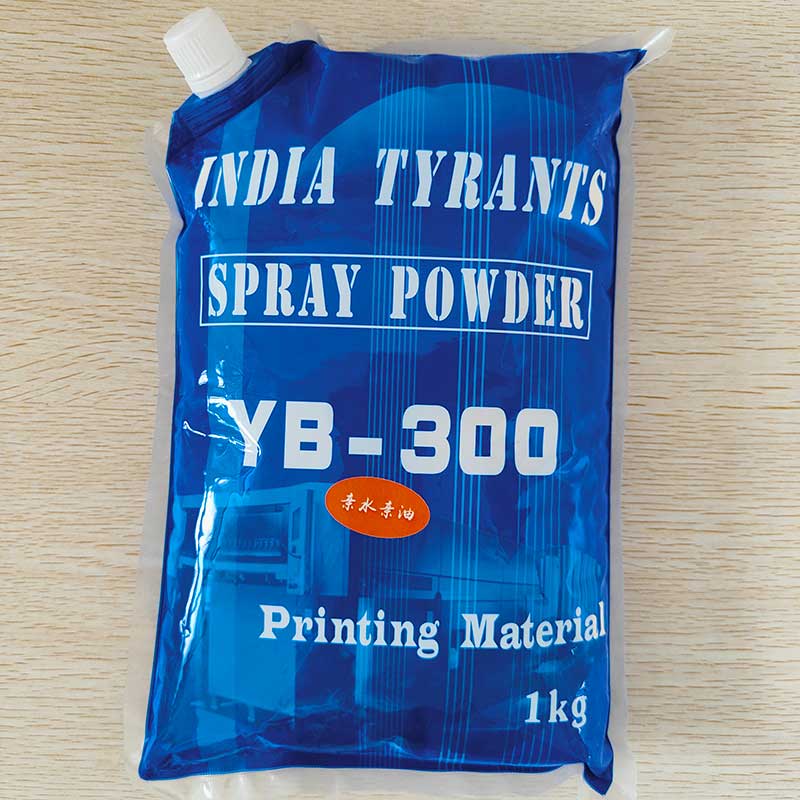 INDIA TYRANTS
SPRAY POWDER
YB-300
亲水亲油
Printing Material
1kg